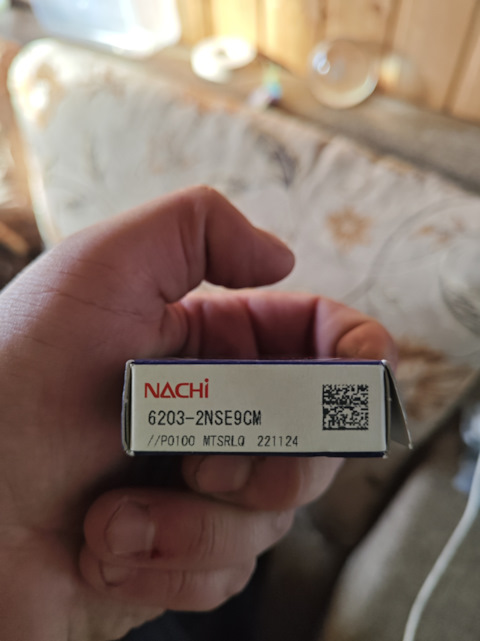 NACHi
6203-2NSE9CM
//P0100 MTSRLQ 221124